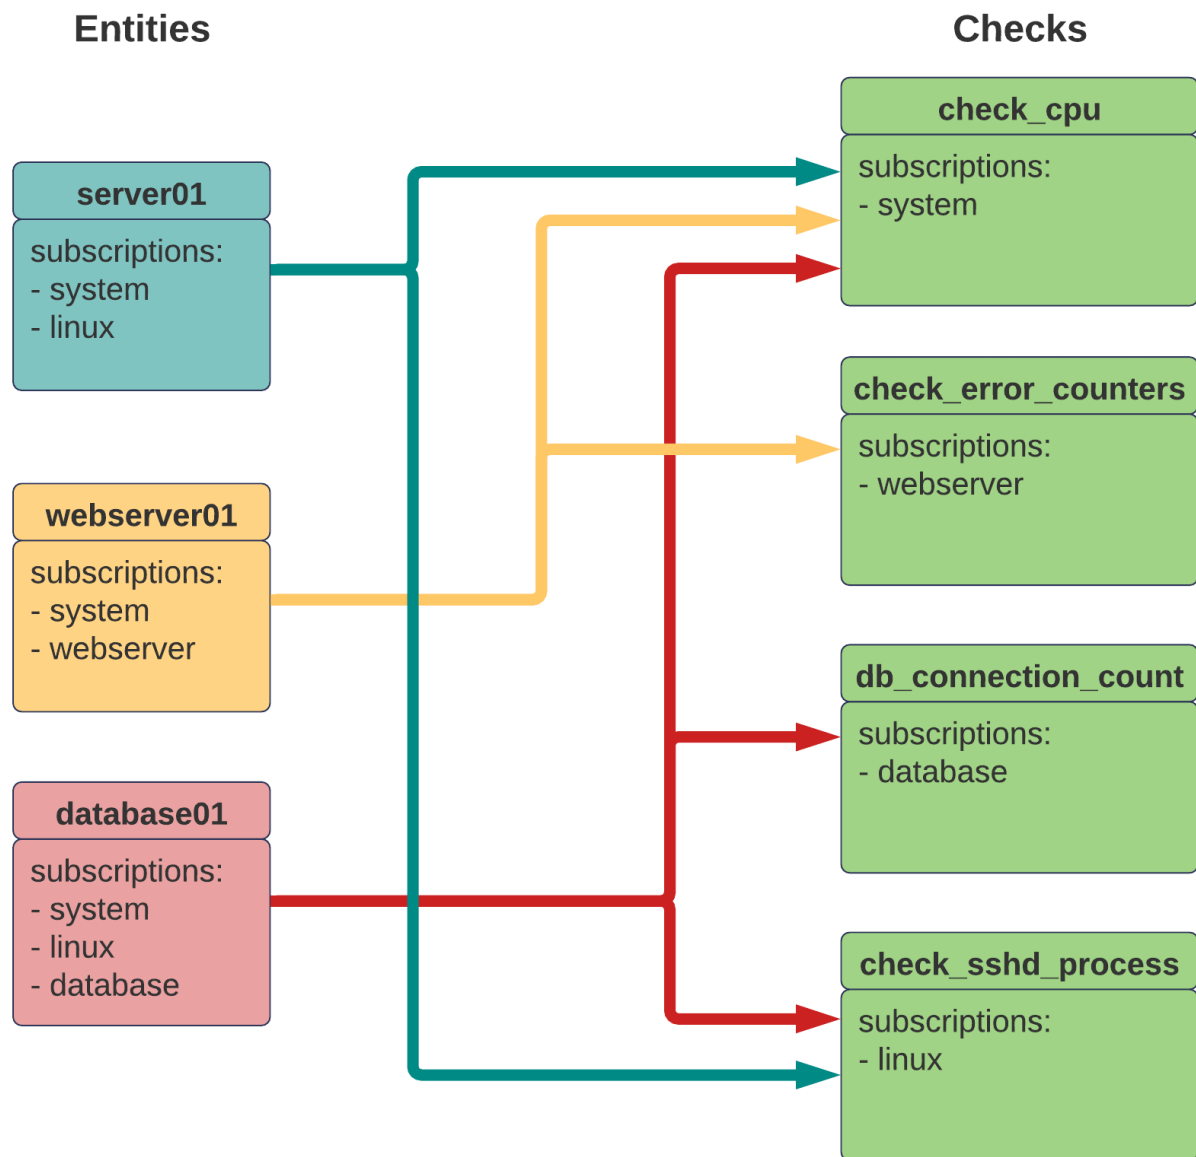 Entities
Checks
server01
subscriptions:
- system
- linux
webserver01
subscriptions:
- system
- webserver
database01
subscriptions:
- system
- linux
- database
check_cpu
subscriptions:
- system
check_error_counters
subscriptions:
- webserver
db_connection_count
subscriptions:
- database
check_sshd_process
subscriptions:
- linux